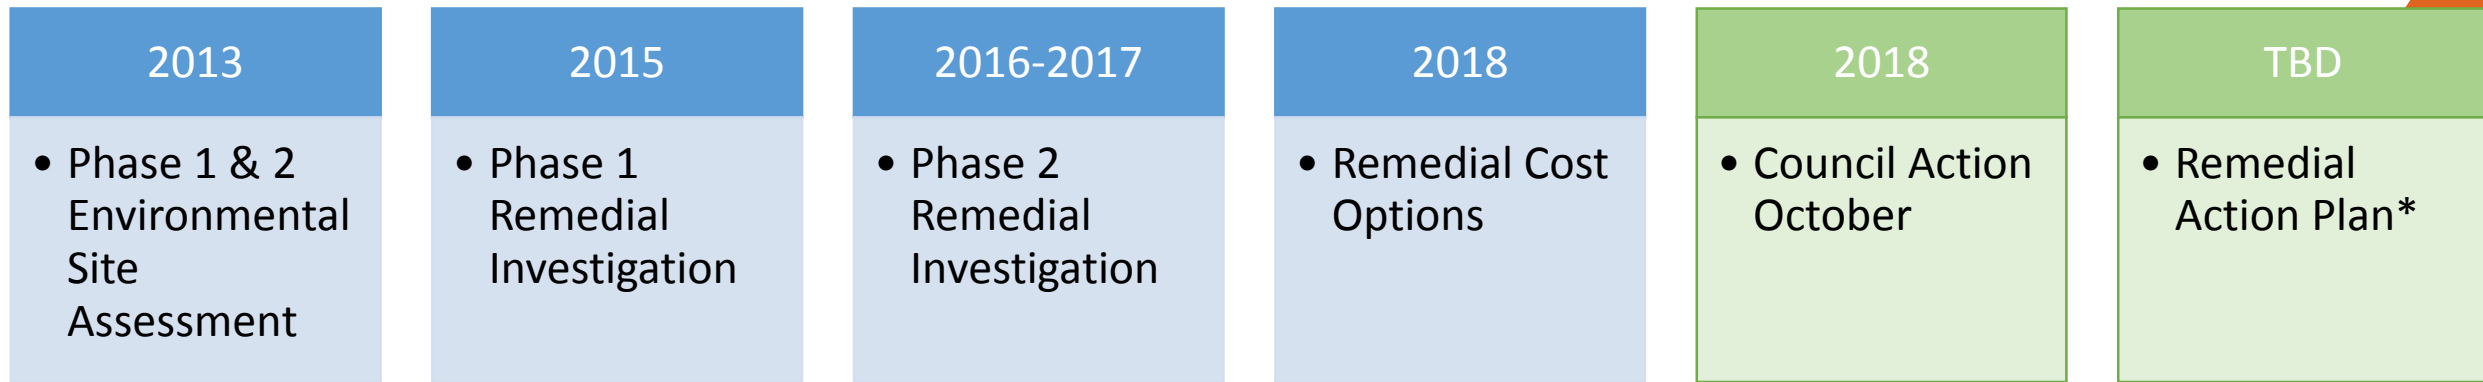 2013
• Phase 1 & 2
Environmental
Site
Assessment
2015
• Phase 1
Remedial
Investigation
2016-2017
• Phase 2
Remedial
Investigation
2018
• Remedial Cost
Options
2018
• Council Action
October
TBD
• Remedial
Action Plan*